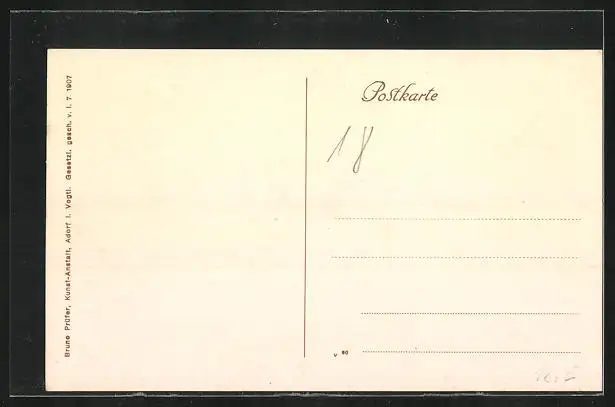 Bruno Prüfer, Kunst-Anstalt, Adorf i. Vogtl. Gesetzl. gesch. v. 1. 7. 1907
Postkarte
18
v 80